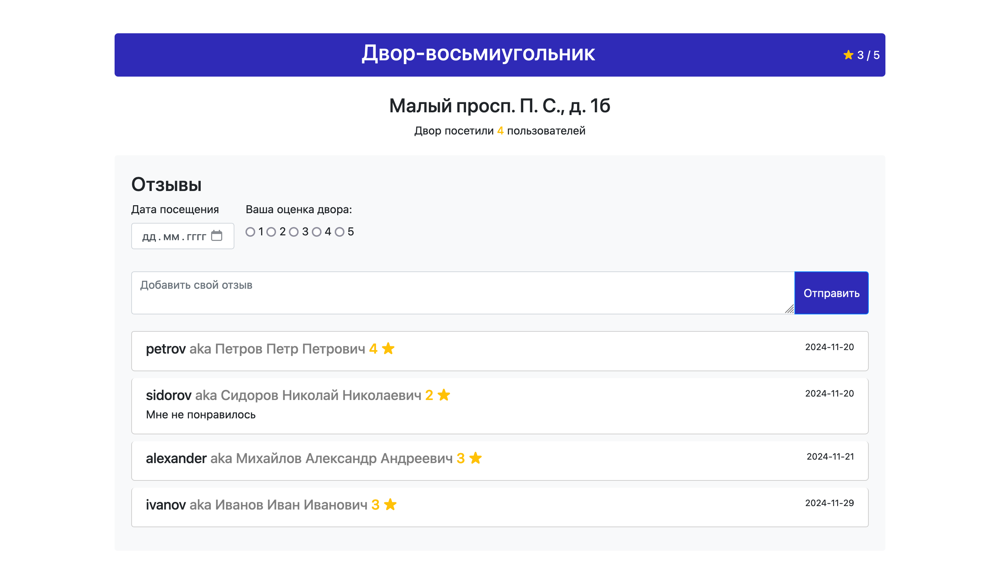 Двор-восьмиугольник
3 / 5
Малый просп. П. С., д. 1б
Двор посетили 4 пользователей
Отзывы
Дата посещения
Ваша оценка двора:
дд . мм . гггг
1 2 3 4 5
Добавить свой отзыв
Отправить
petrov aka Петров Петр Петрович 4
2024-11-20
sidorov aka Сидоров Николай Николаевич 2
2024-11-20
Мне не понравилось
alexander aka Михайлов Александр Андреевич 3
2024-11-21
ivanov aka Иванов Иван Иванович 3
2024-11-29